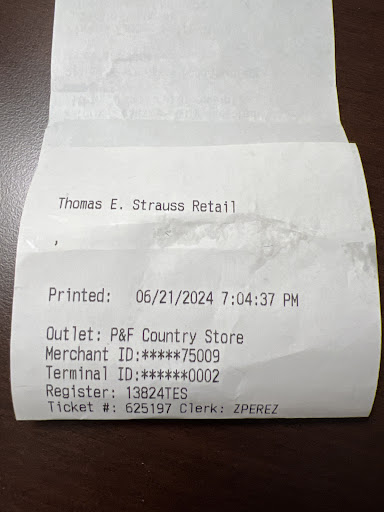 Thomas E. Strauss Retail
,
Printed: 06/21/2024 7:04:37 PM
Outlet: P&F Country Store
Merchant ID:*****75009
Terminal ID:******0002
Register: 13824TES
Ticket #: 625197 Clerk: ZPEREZ